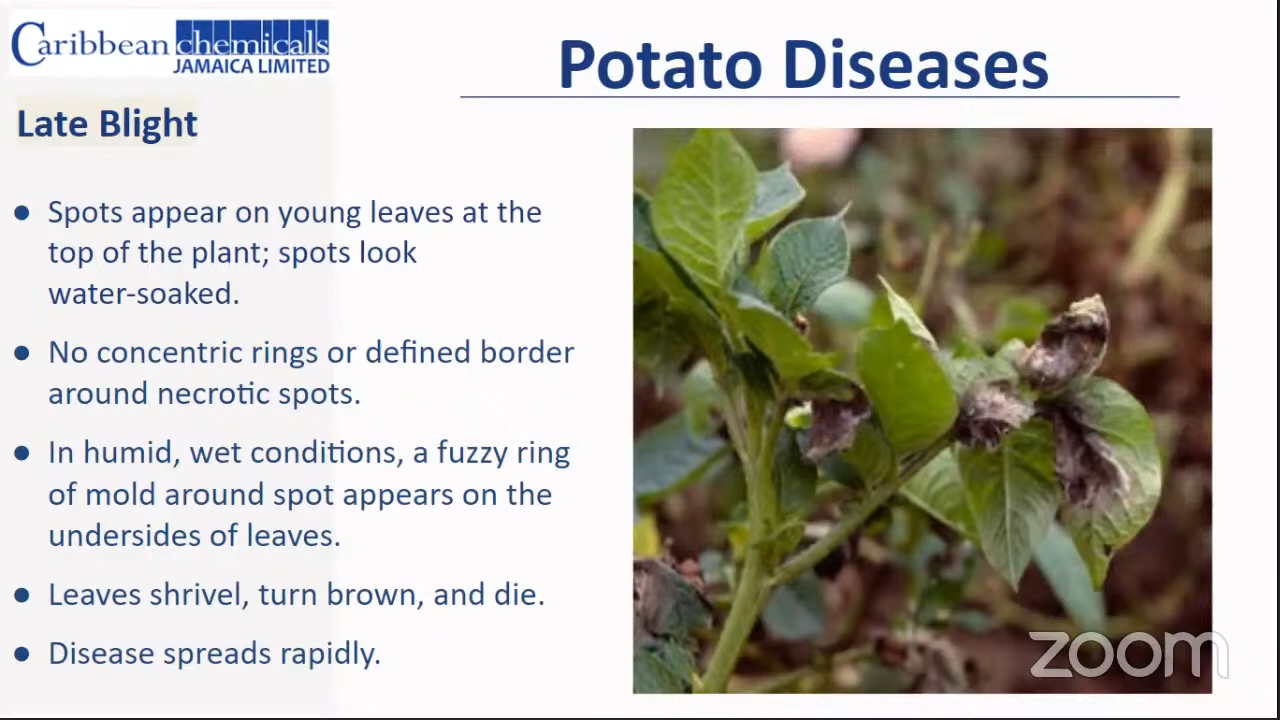 Caribbean chemicals
JAMAICA LIMITED
Potato Diseases
Late Blight
● Spots appear on young leaves at the
top of the plant; spots look
water-soaked.
● No concentric rings or defined border
around necrotic spots.
● In humid, wet conditions, a fuzzy ring
of mold around spot appears on the
undersides of leaves.
● Leaves shrivel, turn brown, and die.
● Disease spreads rapidly.
zoom